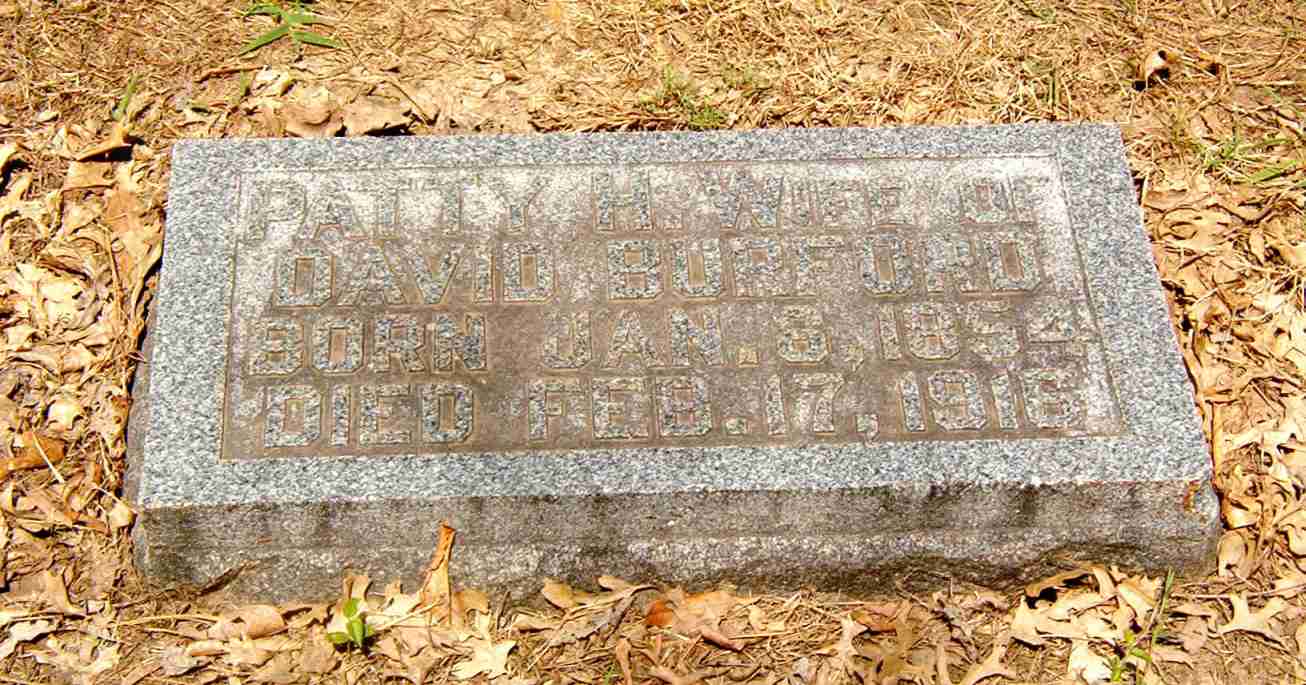 PATTY H. WIFE OF
DAVID BURFORD
BORN JAN. 8, 1854
DIED FEB. 17, 1916